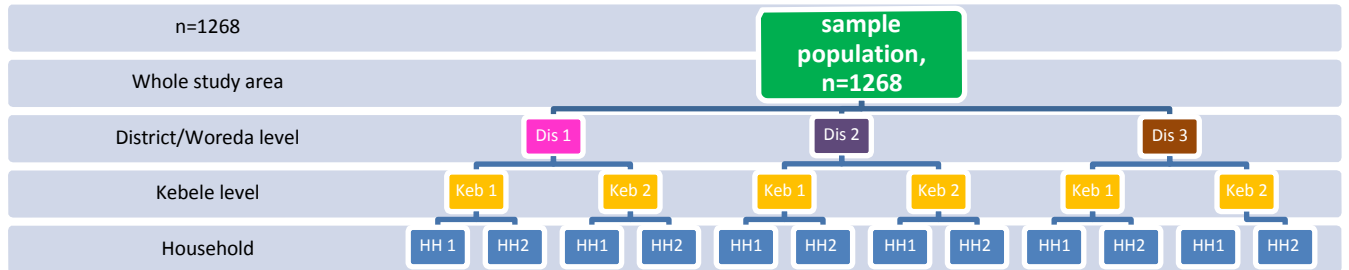 n=1268
sample
population,
n=1268
Whole study area
District/Woreda level
Dis 1
Dis 2
Dis 3
Kebele level
Keb 1
Keb 2
Keb 1
Keb 2
Keb 1
Keb 2
Household
HH 1
HH2
HH1
HH2
HH1
HH2
HH1
HH2
HH1
HH2
HH1
HH2